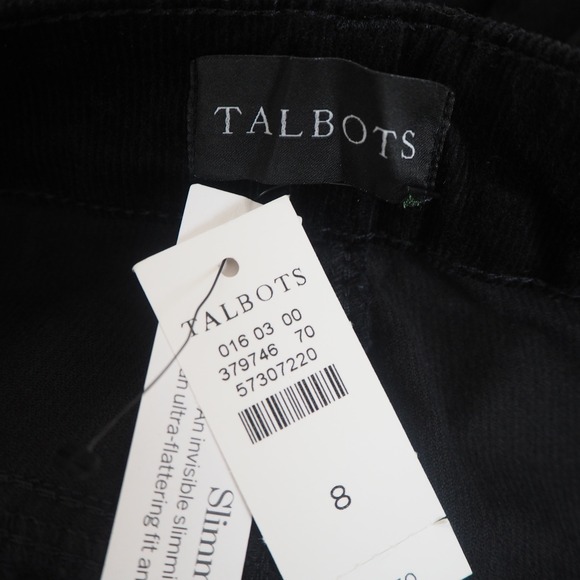 TALBOTS
TALBOTS
016 03 00
379746 70
57307220
8
Slimm
An invisible slimmi
an ultra-flattering fit an